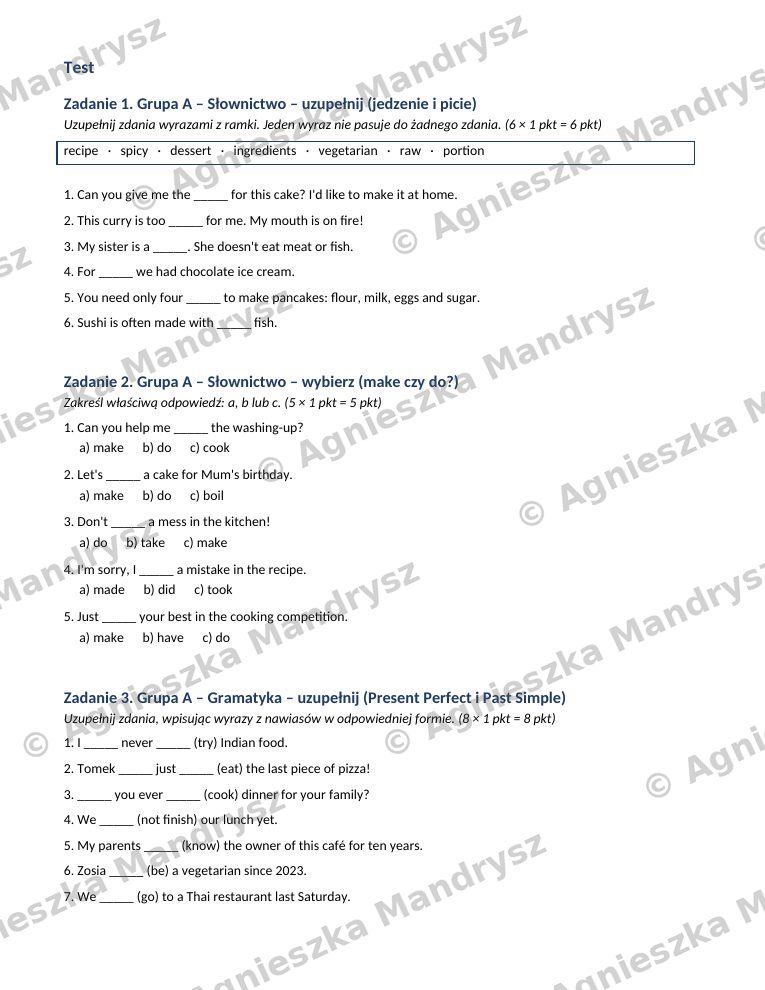 Test
Zadanie 1. Grupa A – Słownictwo – uzupełnij (jedzenie i picie)
Uzupełnij zdania wyrazami z ramki. Jeden wyraz nie pasuje do żadnego zdania. (6 × 1 pkt = 6 pkt)
recipe · spicy · dessert · ingredients · vegetarian · raw · portion
1. Can you give me the _____ for this cake? I'd like to make it at home.
2. This curry is too _____ for me. My mouth is on fire!
3. My sister is a _____. She doesn't eat meat or fish.
4. For _____ we had chocolate ice cream.
5. You need only four _____ to make pancakes: flour, milk, eggs and sugar.
6. Sushi is often made with _____ fish.
Zadanie 2. Grupa A – Słownictwo – wybierz (make czy do?)
Zakreśl właściwą odpowiedź: a, b lub c. (5 × 1 pkt = 5 pkt)
1. Can you help me _____ the washing-up?
a) make b) do c) cook
2. Let's _____ a cake for Mum's birthday.
a) make b) do c) boil
3. Don't _____ a mess in the kitchen!
a) do b) take c) make
4. I'm sorry, I _____ a mistake in the recipe.
a) made b) did c) took
5. Just _____ your best in the cooking competition.
a) make b) have c) do
Zadanie 3. Grupa A – Gramatyka – uzupełnij (Present Perfect i Past Simple)
Uzupełnij zdania, wpisując wyrazy z nawiasów w odpowiedniej formie. (8 × 1 pkt = 8 pkt)
1. I _____ never _____ (try) Indian food.
2. Tomek _____ just _____ (eat) the last piece of pizza!
3. _____ you ever _____ (cook) dinner for your family?
4. We _____ (not finish) our lunch yet.
5. My parents _____ (know) the owner of this café for ten years.
6. Zosia _____ (be) a vegetarian since 2023.
7. We _____ (go) to a Thai restaurant last Saturday.
© Agnieszka Mandrysz